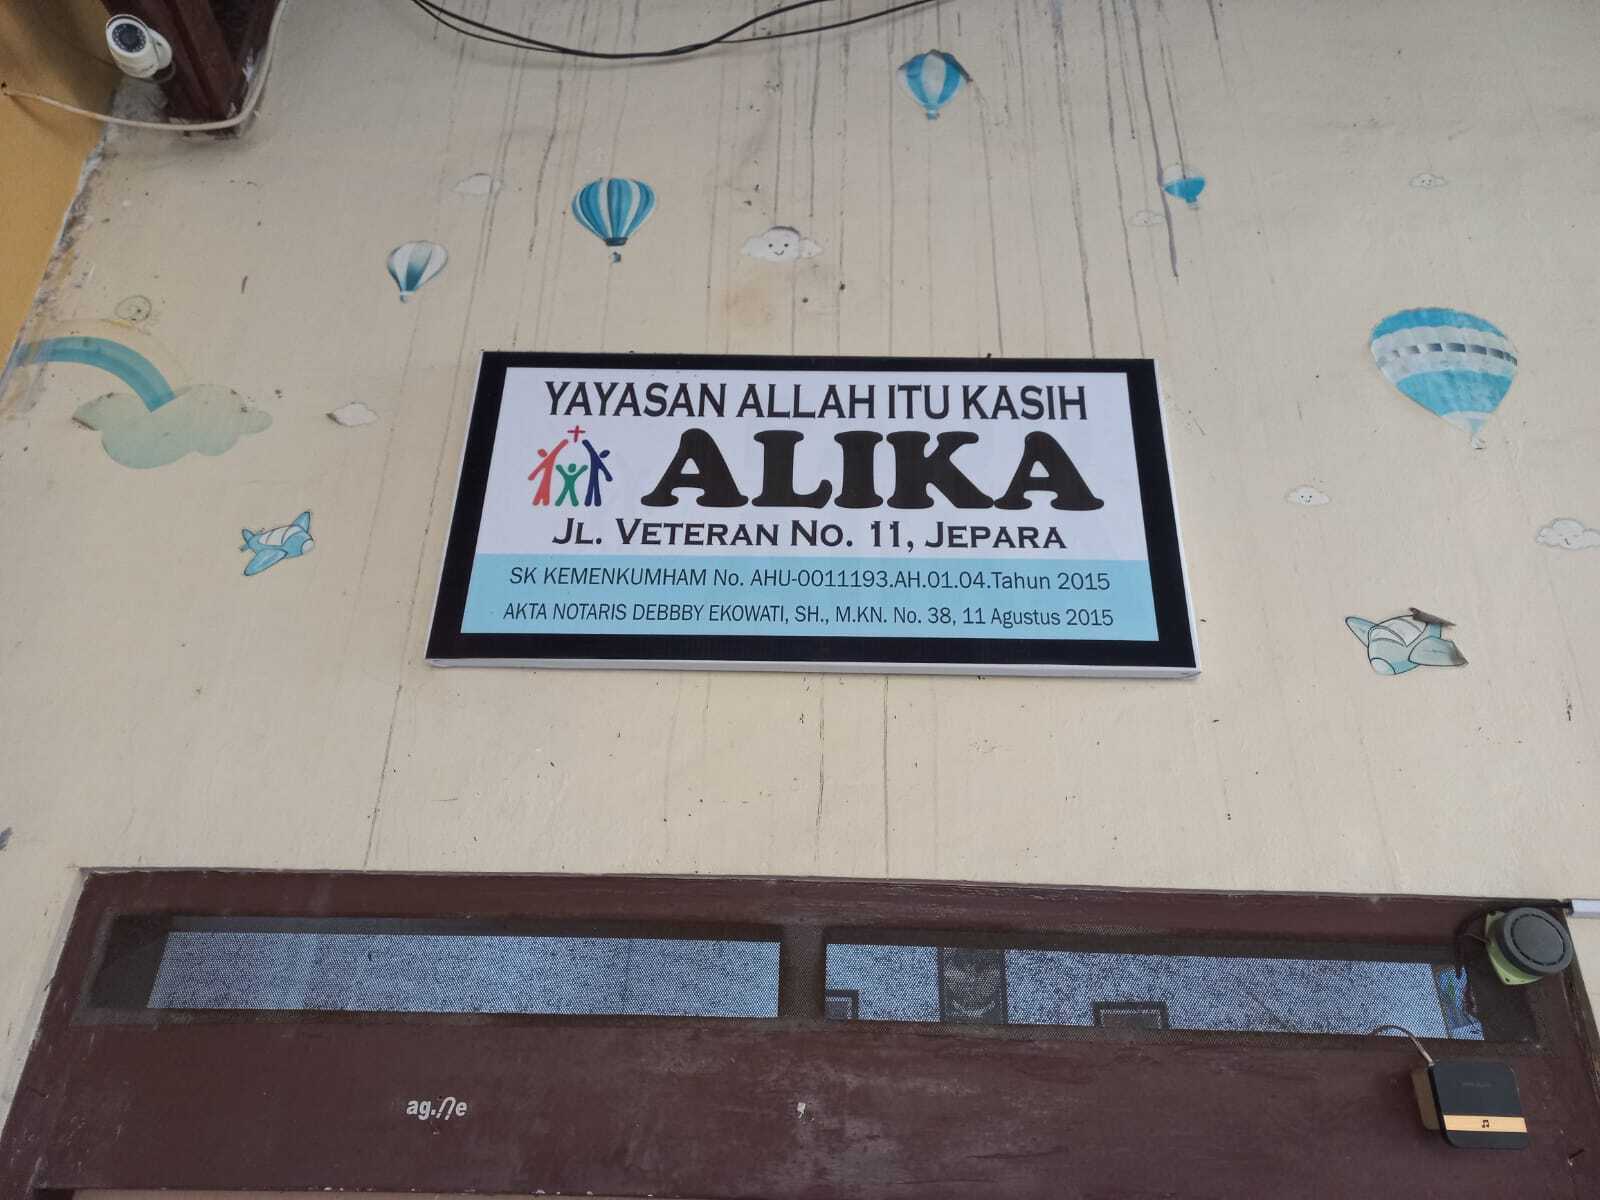 YAYASAN ALLAH ITU KASIH
ALIKA
JL. VETERAN NO. 11, JEPARA
SK KEMENKUMHAM No. AHU-0011193.AH.01.04.Tahun 2015
AKTA NOTARIS DEBBBY EKOWATI, SH., M.KN. No. 38, 11 Agustus 2015